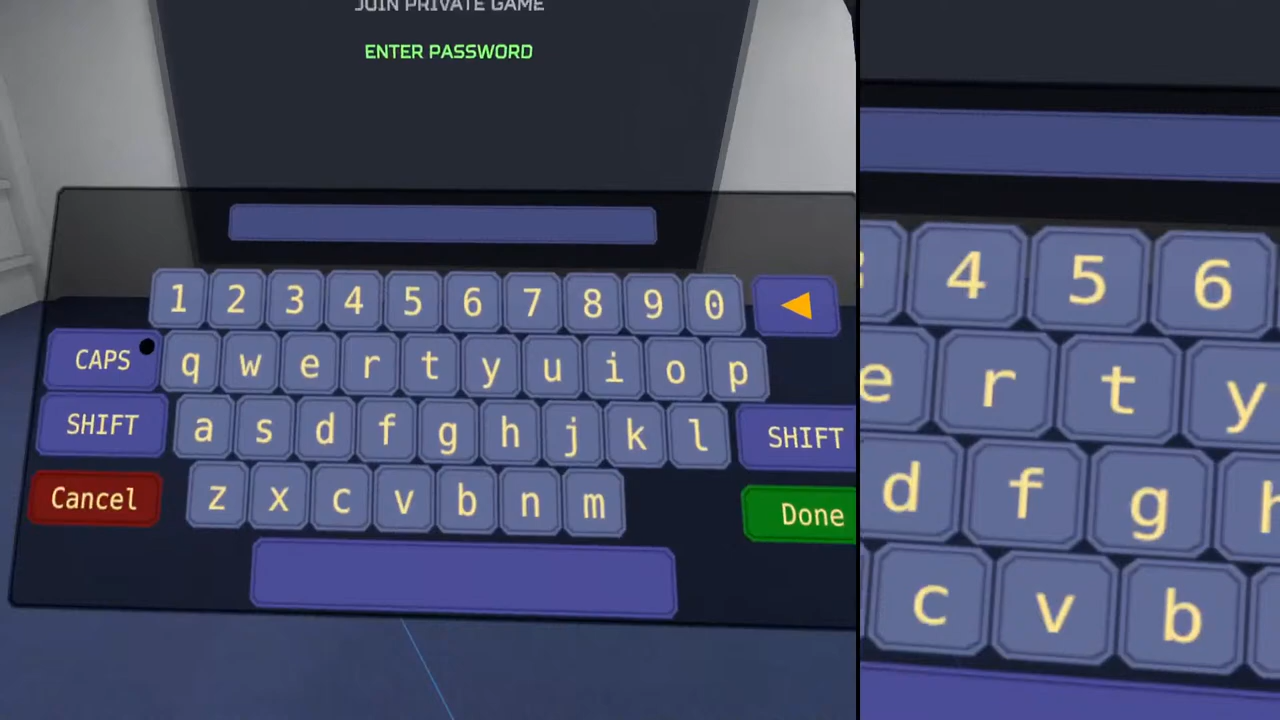 JOIN PRIVATE GAME
ENTER PASSWORD
1 2 3 4 5 6 7 8 9 0
CAPS q w e r t y u i o p
SHIFT a s d f g h j k l SHIFT
Cancel z x c v b n m Done
4 5 6
e r t y
d f g h
c v b